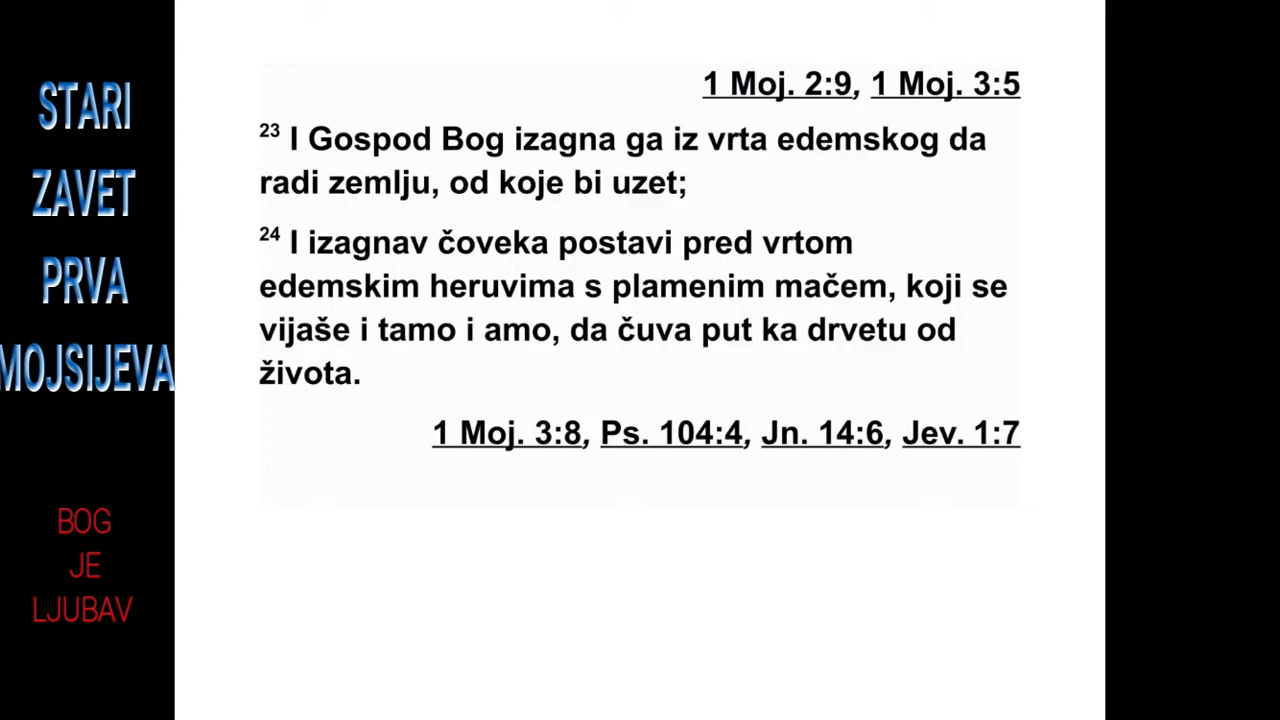 STARI
ZAVET
PRVA
MOJSIJEVA
BOG
JE
LJUBAV
1 Moj. 2:9, 1 Moj. 3:5
23 I Gospod Bog izagna ga iz vrta edemskog da
radi zemlju, od koje bi uzet;
24 I izagnav čoveka postavi pred vrtom
edemskim heruvima s plamenim mačem, koji se
vijaše i tamo i amo, da čuva put ka drvetu od
života.
1 Moj. 3:8, Ps. 104:4, Jn. 14:6, Jev. 1:7